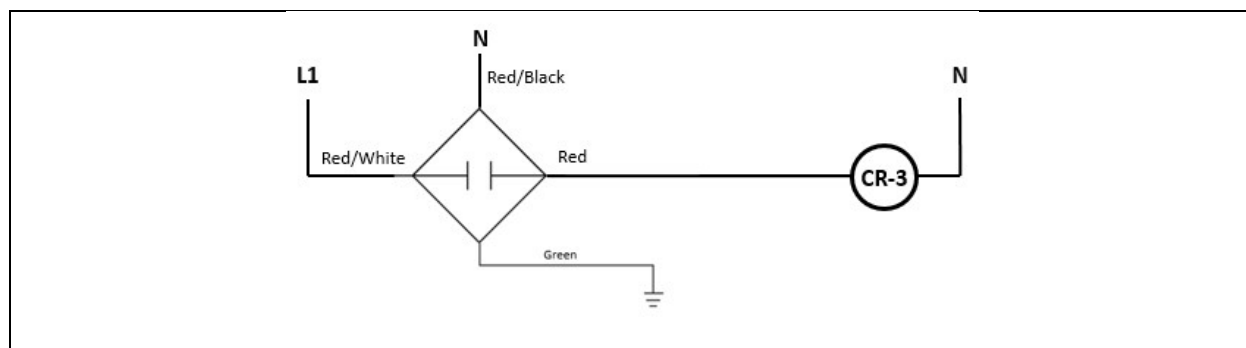 N
L1
Red/Black
N
Red/White
Red
CR-3
Green